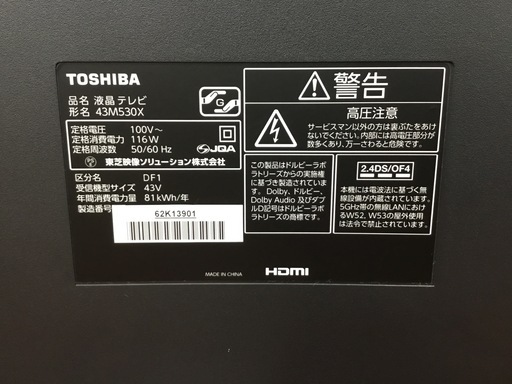 TOSHIBA
品名 液晶テレビ
形名 43M530X
定格電圧 100V～
定格消費電力 116W
定格周波数 50/60 Hz
JQA
東芝映像ソリューション株式会社
区分名 DF1
受信機型サイズ 43V
年間消費電力量 81kWh/年
製造番号
62K13901
MADE IN CHINA
HDMI
警告
高圧注意
サービスマン以外の方は裏ぶたをあけ
ないでください。内部には高電圧部分が
数多くあり、万一さわると危険です。
この製品はドルビーラボ
ラトリーズからの実施権
に基づき製造されていま
す。Dolby、ドルビー、
Dolby Audio 及びダブ
ルD記号はドルビーラボ
ラトリーズの商標です。
2.4DS/OF4
本機には電波法に基づく無
線設備が内蔵されています。
5GHz帯の無線LANにおけ
るW52, W53の屋外使用
は法令で禁止されています。